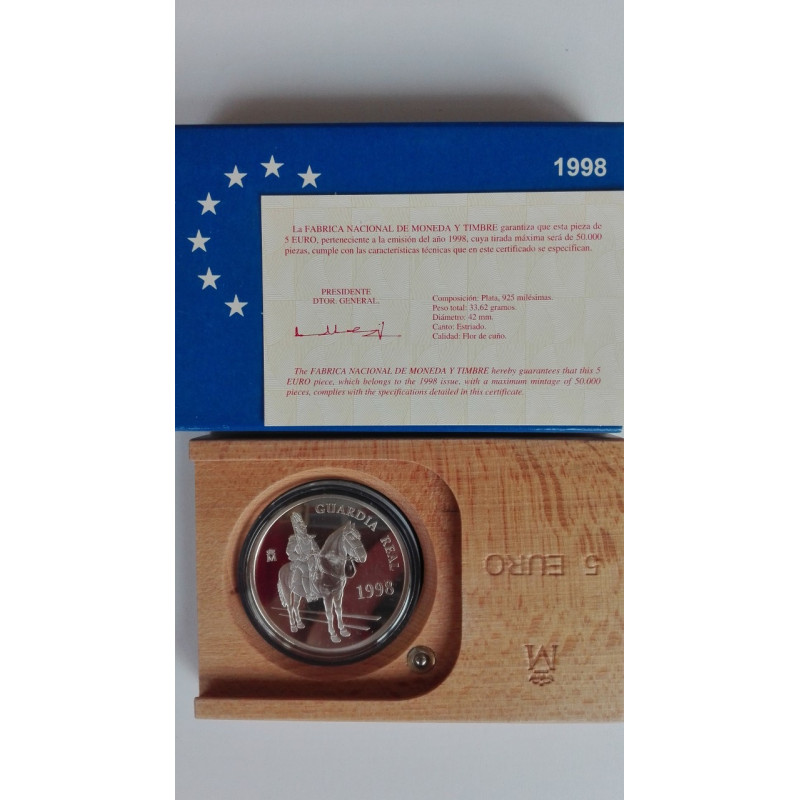 1998
La FABRICA NACIONAL DE MONEDA Y TIMBRE garantiza que esta pieza de
5 EURO, perteneciente a la emisión del año 1998, cuya tirada máxima será de 50.000
piezas, cumple con las características técnicas que en este certificado se especifican.
PRESIDENTE
DTOR. GENERAL.
Composición: Plata, 925 milésimas.
Peso total: 33,62 gramos.
Diámetro: 42 mm.
Canto: Estriado.
Calidad: Flor de cuño.
The FABRICA NACIONAL DE MONEDA Y TIMBRE hereby guarantees that this 5
EURO piece, which belongs to the 1998 issue, with a maximum mintage of 50.000
pieces, complies with the specifications detailed in this certificate.
GUARDIA REAL
1998
5 EURO
M